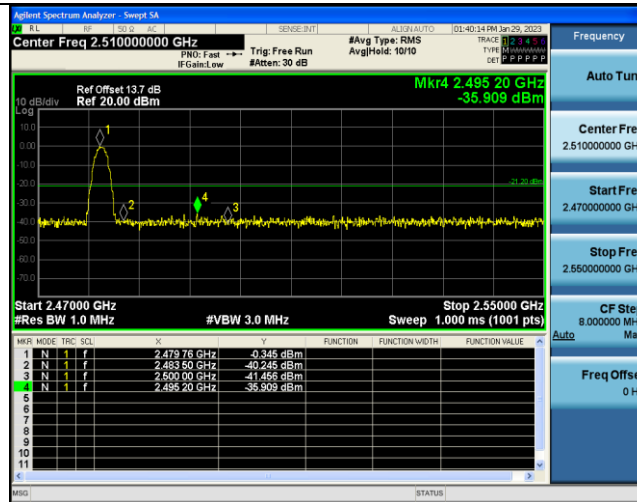 Agilent Spectrum Analyzer - Swept SA
RL RF 50 Ω AC SENSE:INT ALIGNAUTO 01:40:14 PM Jan 29, 2023
Center Freq 2.510000000 GHz
PNO: Fast
IFGain:Low
Trig: Free Run
#Atten: 30 dB
#Avg Type: RMS
Avg|Hold: 10/10
TRACE 1 2 3 4 5 6
TYPE M
DET P P P P P P
Ref Offset 13.7 dB
10 dB/div Ref 20.00 dBm
Log
Mkr4 2.495 20 GHz
-35.909 dBm
10.0
0.00
-10.0
-20.0
-30.0
-40.0
-50.0
-60.0
-70.0
1
2
4
3
-21.20 dBm
Start 2.47000 GHz Stop 2.55000 GHz
#Res BW 1.0 MHz #VBW 3.0 MHz Sweep 1.000 ms (1001 pts)
MKR MODE TRC SCL X Y FUNCTION FUNCTION WIDTH FUNCTION VALUE
1 N 1 f 2.479 76 GHz -0.345 dBm
2 N 1 f 2.483 50 GHz -40.245 dBm
3 N 1 f 2.500 00 GHz -41.456 dBm
4 N 1 f 2.495 20 GHz -35.909 dBm
5
6
7
8
9
10
11
MSG STATUS
Frequency
Auto Tun
Center Fre
2.510000000 GH
Start Fre
2.470000000 GH
Stop Fre
2.550000000 GH
CF Ste
8.000000 MH
Auto Ma
Freq Offse
0 H